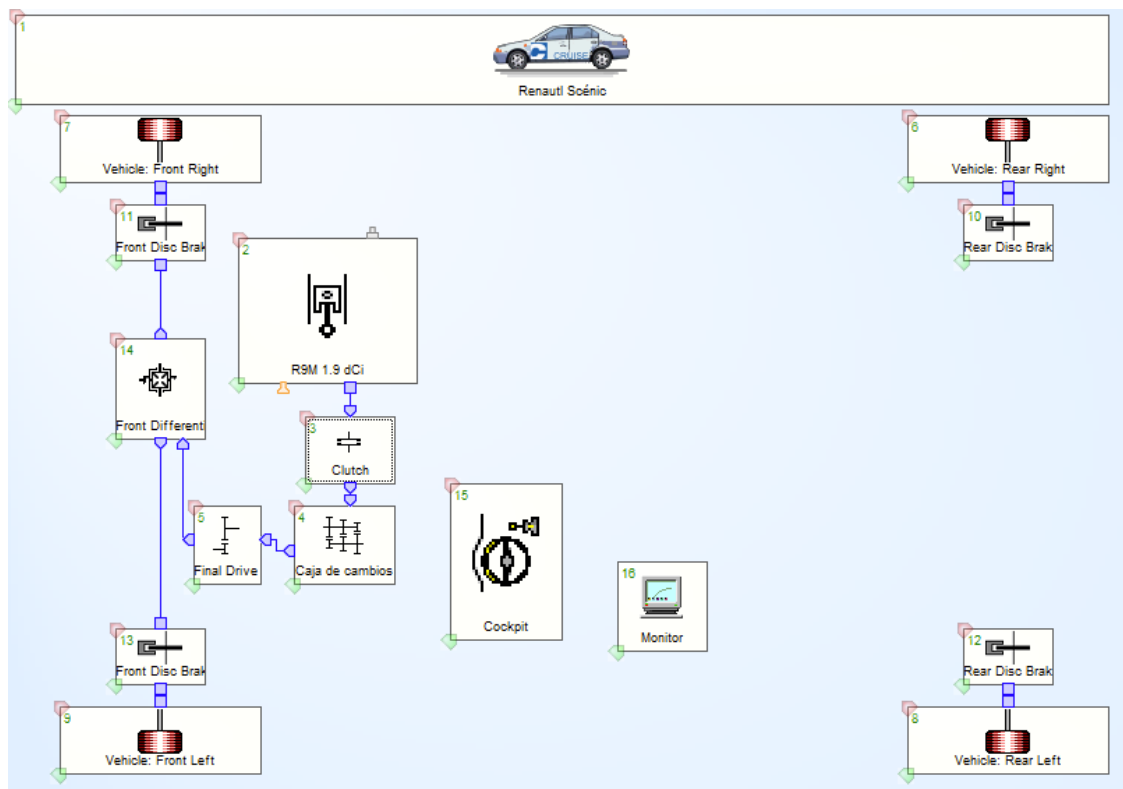 1
CRUISE
Renautl Scénic
7
Vehicle: Front Right
6
Vehicle: Rear Right
11
Front Disc Brak
10
Rear Disc Brak
2
R9M 1.9 dCi
14
Front Differenti
3
Clutch
15
Cockpit
5
Final Drive
4
Caja de cambios
16
Monitor
13
Front Disc Brak
12
Rear Disc Brak
9
Vehicle: Front Left
8
Vehicle: Rear Left